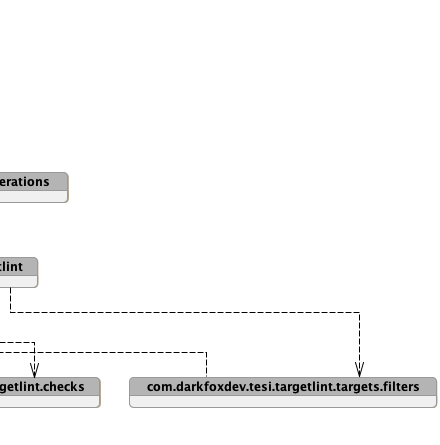 erations
lint
getlint.checks
com.darkfoxdev.tesi.targetlint.targets.filters